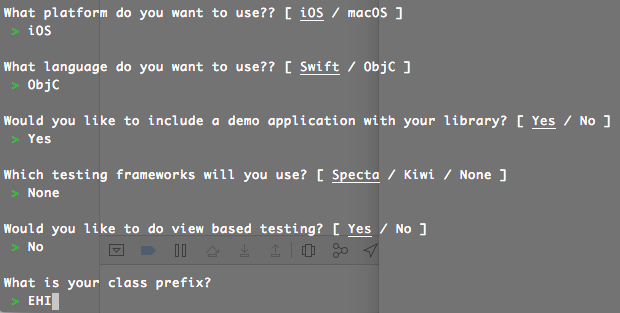 What platform do you want to use?? [ iOS / macOS ]
> iOS
What language do you want to use?? [ Swift / ObjC ]
> ObjC
Would you like to include a demo application with your library? [ Yes / No ]
> Yes
Which testing frameworks will you use? [ Specta / Kiwi / None ]
> None
Would you like to do view based testing? [ Yes / No ]
> No
What is your class prefix?
> EHI